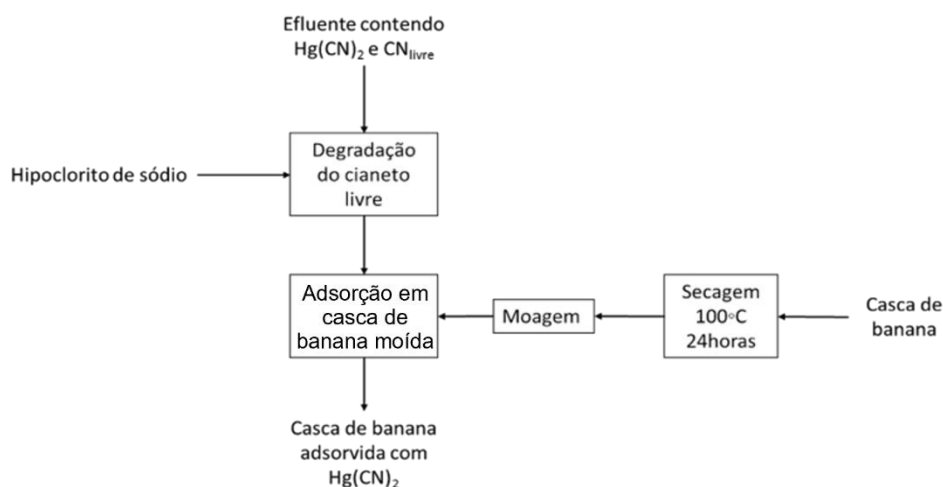 Efluente contendo
Hg(CN)₂ e CN_livre
Degradação
do cianeto
livre
Hipoclorito de sódio
Adsorção em
casca de
banana moída
Moagem
Secagem
100◦C
24horas
Casca de
banana
Casca de banana
adsorvida com
Hg(CN)₂